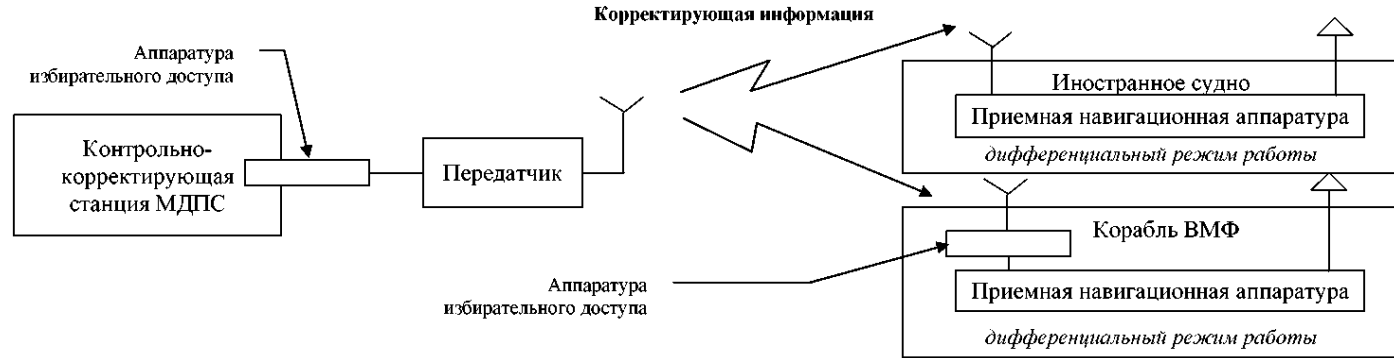 Корректирующая информация
Аппаратура
избирательного доступа
Контрольно-
корректирующая
станция МДПС
Передатчик
Иностранное судно
Приемная навигационная аппаратура
дифференциальный режим работы
Корабль ВМФ
Приемная навигационная аппаратура
дифференциальный режим работы
Аппаратура
избирательного доступа